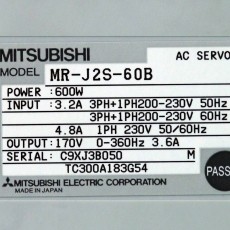 MITSUBISHI AC SERVO
MODEL MR-J2S-60B
POWER : 600W
INPUT : 3.2A 3PH+1PH200-230V 50Hz
3PH+1PH200-230V 60Hz
4.8A 1PH 230V 50/60Hz
OUTPUT: 170V 0-360Hz 3.6A
SERIAL: C9XJ3B050 M
TC300A183G54
MITSUBISHI ELECTRIC CORPORATION
MADE IN JAPAN
PASS